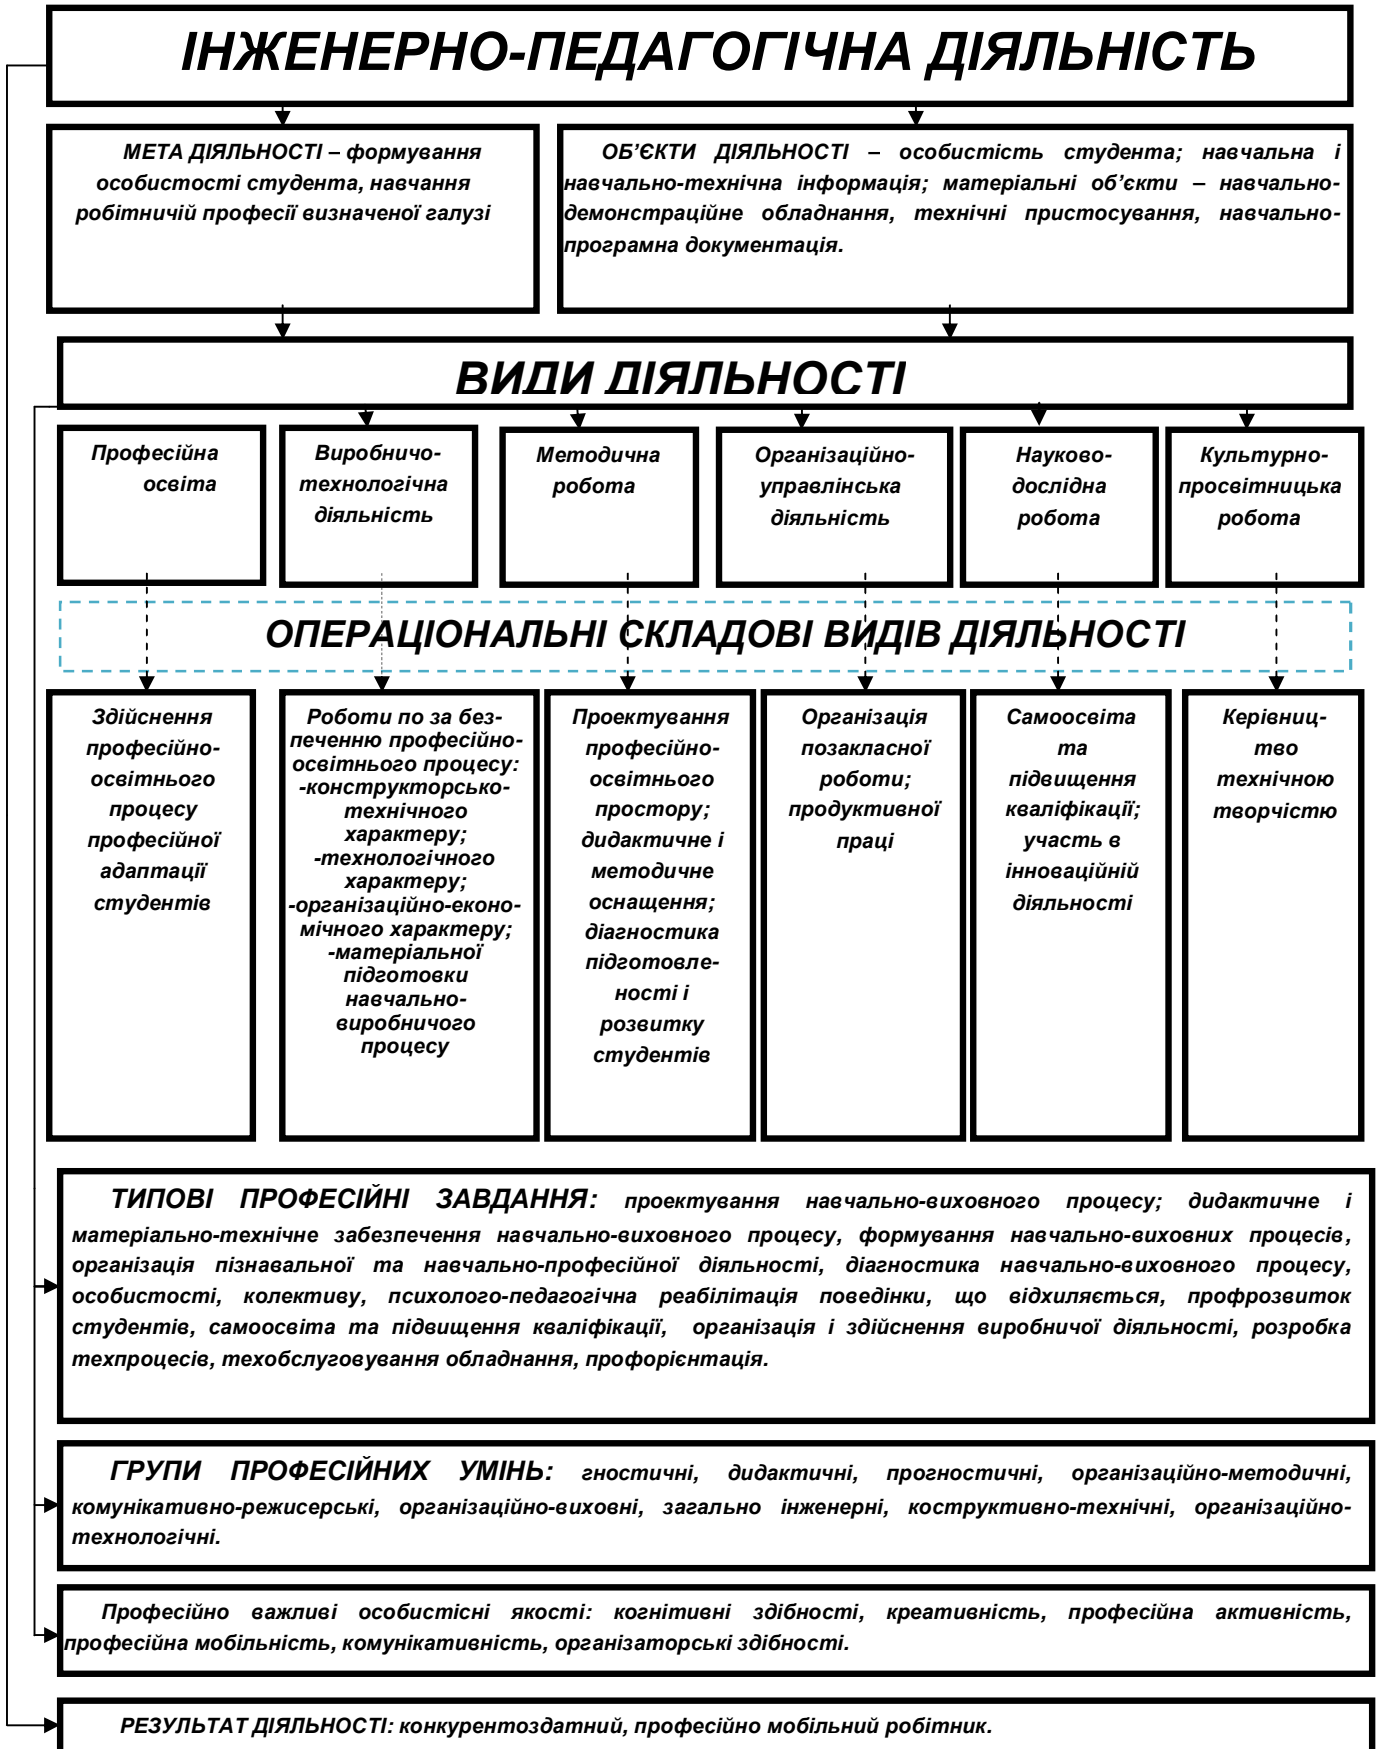 ІНЖЕНЕРНО-ПЕДАГОГІЧНА ДІЯЛЬНІСТЬ
МЕТА ДІЯЛЬНОСТІ – формування
особистості студента, навчання
робітничій професії визначеної галузі
ОБ’ЄКТИ ДІЯЛЬНОСТІ – особистість студента; навчальна і
навчально-технічна інформація; матеріальні об’єкти – навчально-
демонстраційне обладнання, технічні пристосування, навчально-
програмна документація.
ВИДИ ДІЯЛЬНОСТІ
Професійна
освіта
Виробничо-
технологічна
діяльність
Методична
робота
Організаційно-
управлінська
діяльність
Науково-
дослідна
робота
Культурно-
просвітницька
робота
ОПЕРАЦІОНАЛЬНІ СКЛАДОВІ ВИДІВ ДІЯЛЬНОСТІ
Здійснення
професійно-
освітнього
процесу
професійної
адаптації
студентів
Роботи по за без-
печенню професійно-
освітнього процесу:
-конструкторсько-
технічного
характеру;
-технологічного
характеру;
-організаційно-еконо-
мічного характеру;
-матеріальної
підготовки
навчально-
виробничого
процесу
Проектування
професійно-
освітнього
простору;
дидактичне і
методичне
оснащення;
діагностика
підготовле-
ності і
розвитку
студентів
Організація
позакласної
роботи;
продуктивної
праці
Самоосвіта
та
підвищення
кваліфікації;
участь в
інноваційній
діяльності
Керівниц-
тво
технічною
творчістю
ТИПОВІ ПРОФЕСІЙНІ ЗАВДАННЯ: проектування навчально-виховного процесу; дидактичне і
матеріально-технічне забезпечення навчально-виховного процесу, формування навчально-виховних процесів,
організація пізнавальної та навчально-професійної діяльності, діагностика навчально-виховного процесу,
особистості, колективу, психолого-педагогічна реабілітація поведінки, що відхиляється, профрозвиток
студентів, самоосвіта та підвищення кваліфікації, організація і здійснення виробничої діяльності, розробка
техпроцесів, техобслуговування обладнання, профорієнтація.
ГРУПИ ПРОФЕСІЙНИХ УМІНЬ: гностичні, дидактичні, прогностичні, організаційно-методичні,
комунікативно-режисерські, організаційно-виховні, загально інженерні, коструктивно-технічні, організаційно-
технологічні.
Професійно важливі особистісні якості: когнітивні здібності, креативність, професійна активність,
професійна мобільність, комунікативність, організаторські здібності.
РЕЗУЛЬТАТ ДІЯЛЬНОСТІ: конкурентоздатний, професійно мобільний робітник.